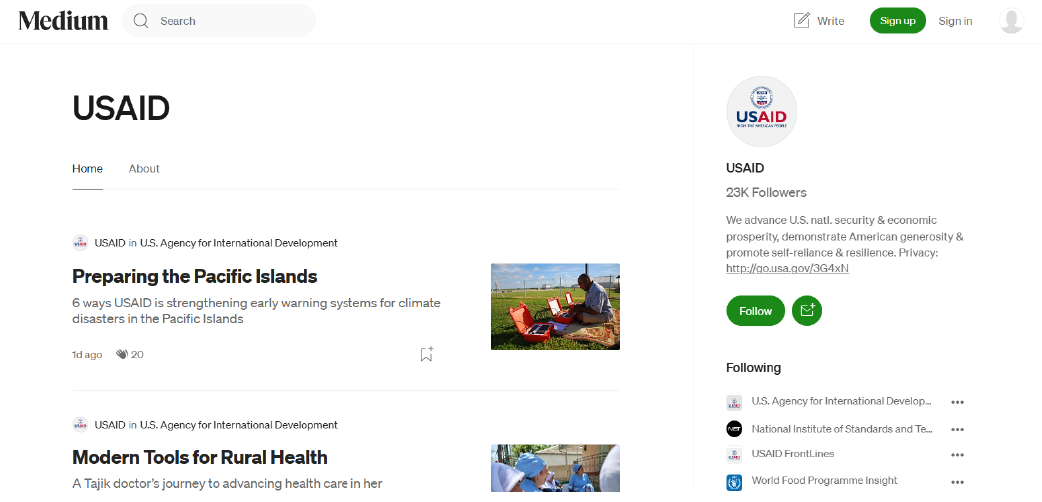 Medium
Search
Write
Sign up
Sign in
USAID
Home
About
USAID in U.S. Agency for International Development
Preparing the Pacific Islands
6 ways USAID is strengthening early warning systems for climate
disasters in the Pacific Islands
1d ago
20
USAID in U.S. Agency for International Development
Modern Tools for Rural Health
A Tajik doctor's journey to advancing health care in her
USAID
FROM THE AMERICAN PEOPLE
USAID
23K Followers
We advance U.S. natl. security & economic
prosperity, demonstrate American generosity &
promote self-reliance & resilience. Privacy:
http://go.usa.gov/3G4xN
Follow
Following
U.S. Agency for International Develop...
National Institute of Standards and Te...
USAID FrontLines
World Food Programme Insight